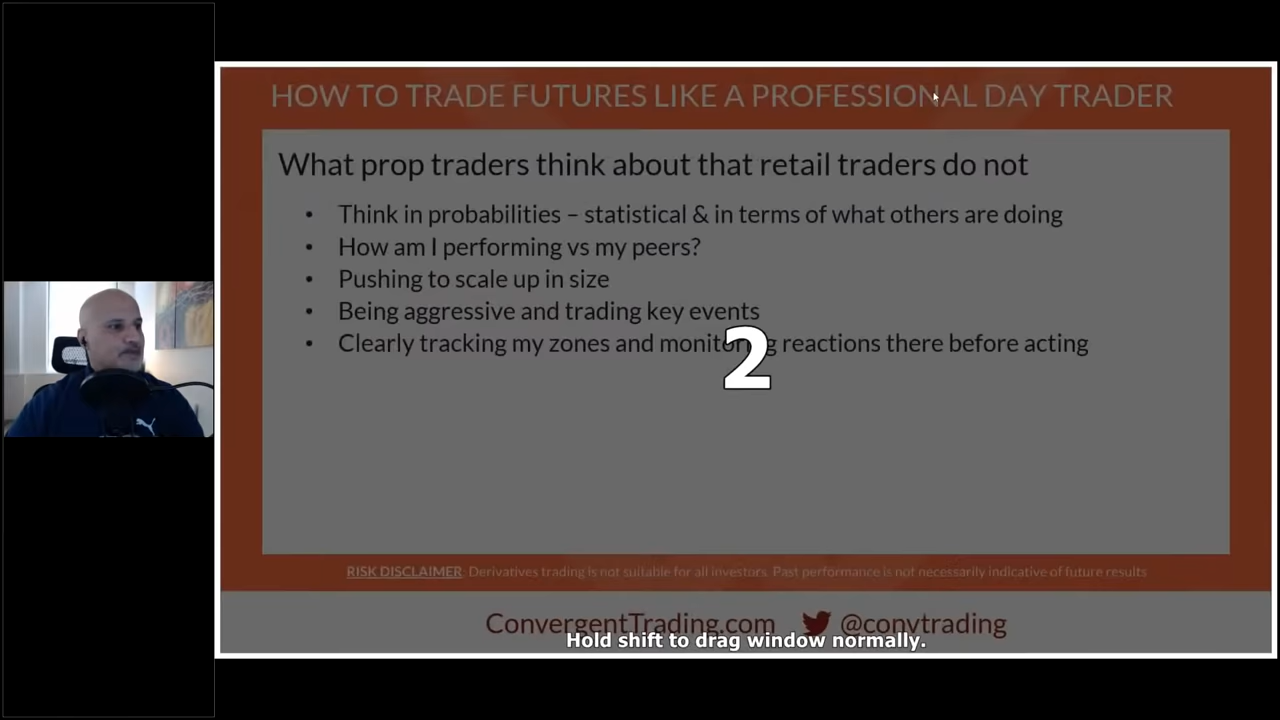 HOW TO TRADE FUTURES LIKE A PROFESSIONAL DAY TRADER
What prop traders think about that retail traders do not
• Think in probabilities – statistical & in terms of what others are doing
• How am I performing vs my peers?
• Pushing to scale up in size
• Being aggressive and trading key events
• Clearly tracking my zones and monitoring reactions there before acting
2
RISK DISCLAIMER: Derivatives trading is not suitable for all investors. Past performance is not necessarily indicative of future results
ConvergentTrading.com @convtrading
Hold shift to drag window normally.